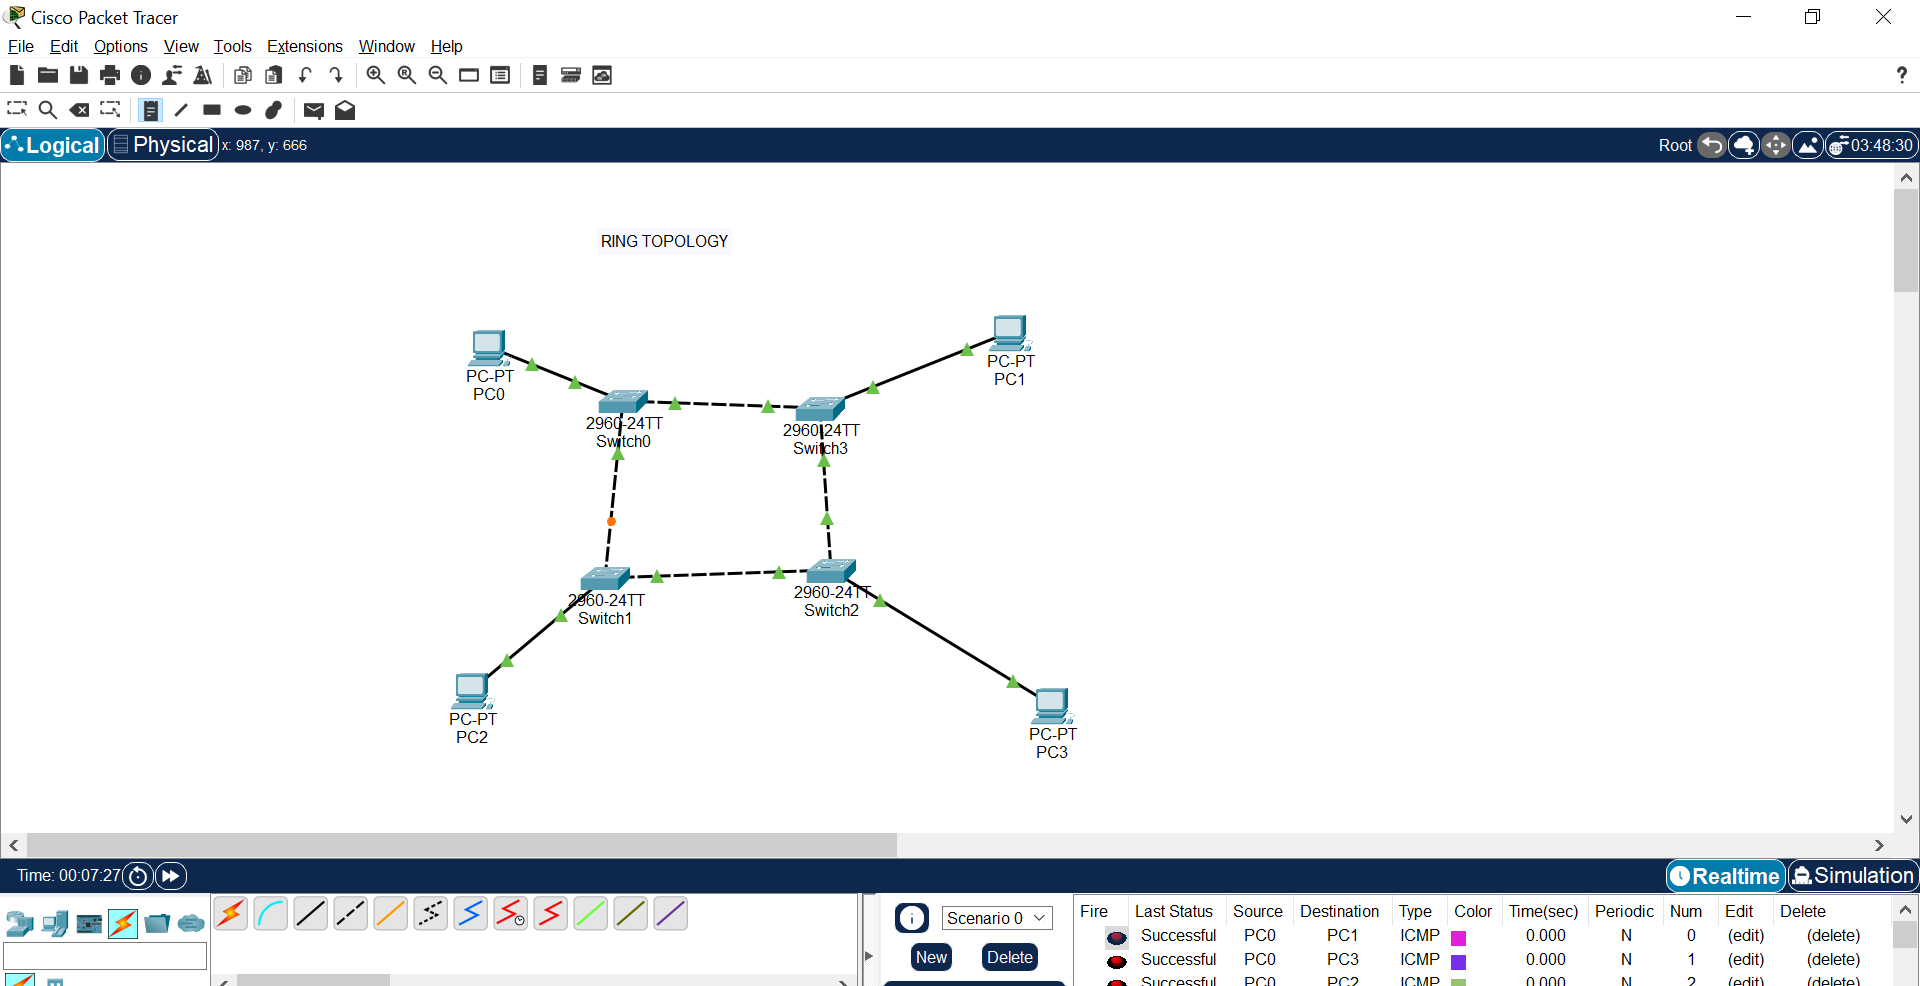 Cisco Packet Tracer
File Edit Options View Tools Extensions Window Help
Logical Physical x: 987, y: 666 Root 03:48:30
RING TOPOLOGY
PC-PT
PC0
PC-PT
PC1
2960-24TT
Switch0
2960-24TT
Switch3
2960-24TT
Switch1
2960-24TT
Switch2
PC-PT
PC2
PC-PT
PC3
Time: 00:07:27 Realtime Simulation
Scenario 0
New Delete
Fire Last Status Source Destination Type Color Time(sec) Periodic Num Edit Delete
Successful PC0 PC1 ICMP 0.000 N 0 (edit) (delete)
Successful PC0 PC3 ICMP 0.000 N 1 (edit) (delete)
Successful PC0 PC2 ICMP 0.000 N 2 (edit) (delete)